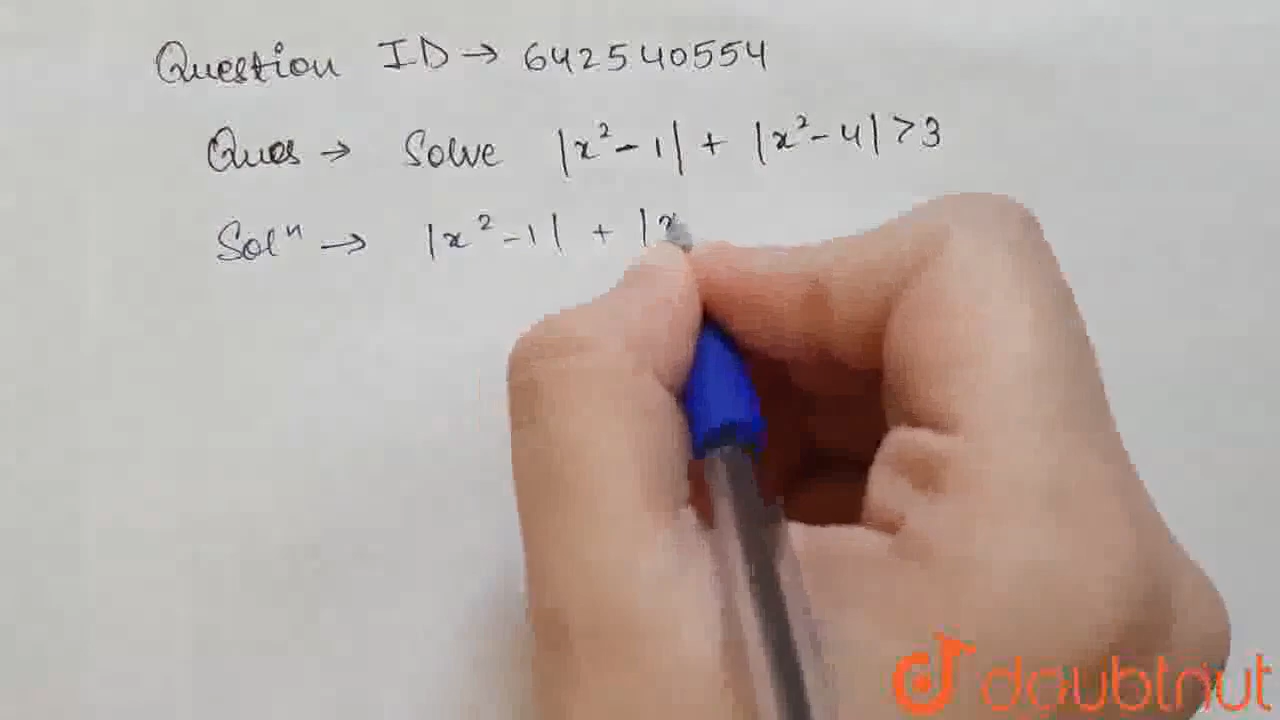 Question ID → 642540554
Ques → Solve |x² - 1| + |x² - 4| > 3
Solⁿ → |x² - 1| + |x
doubtnut